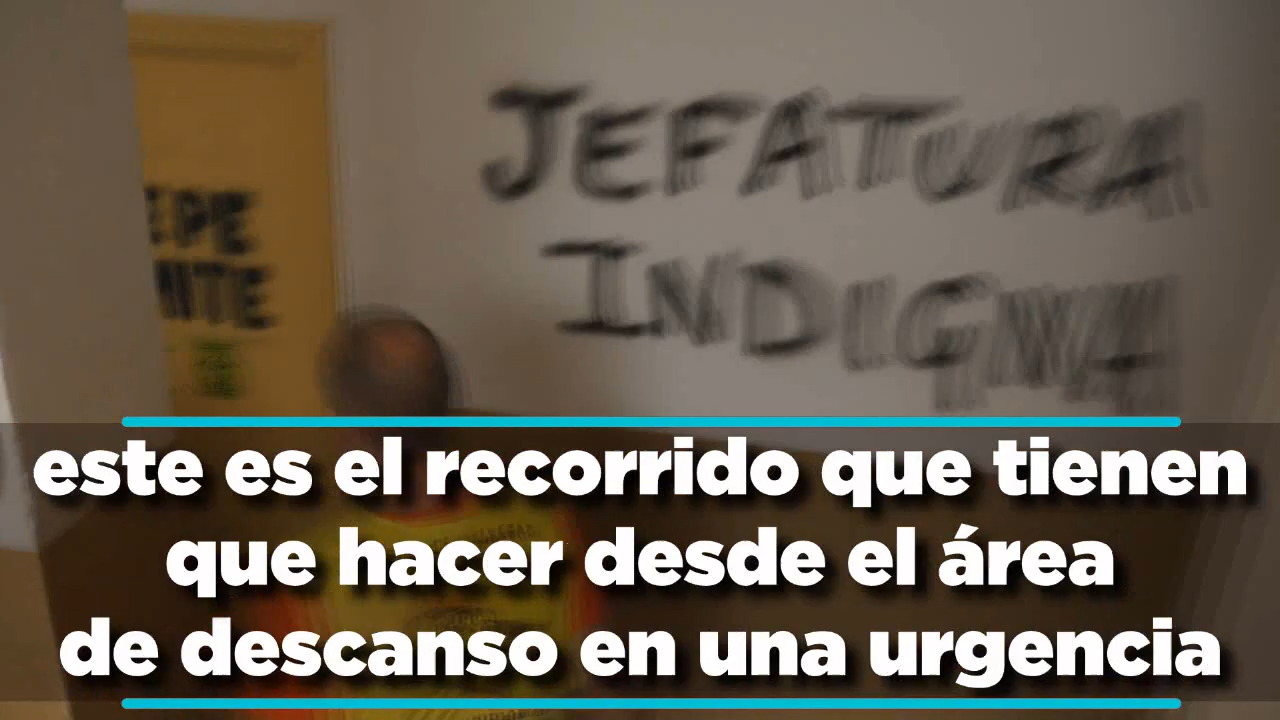 JEFATURA
INDIGNA
este es el recorrido que tienen
que hacer desde el área
de descanso en una urgencia